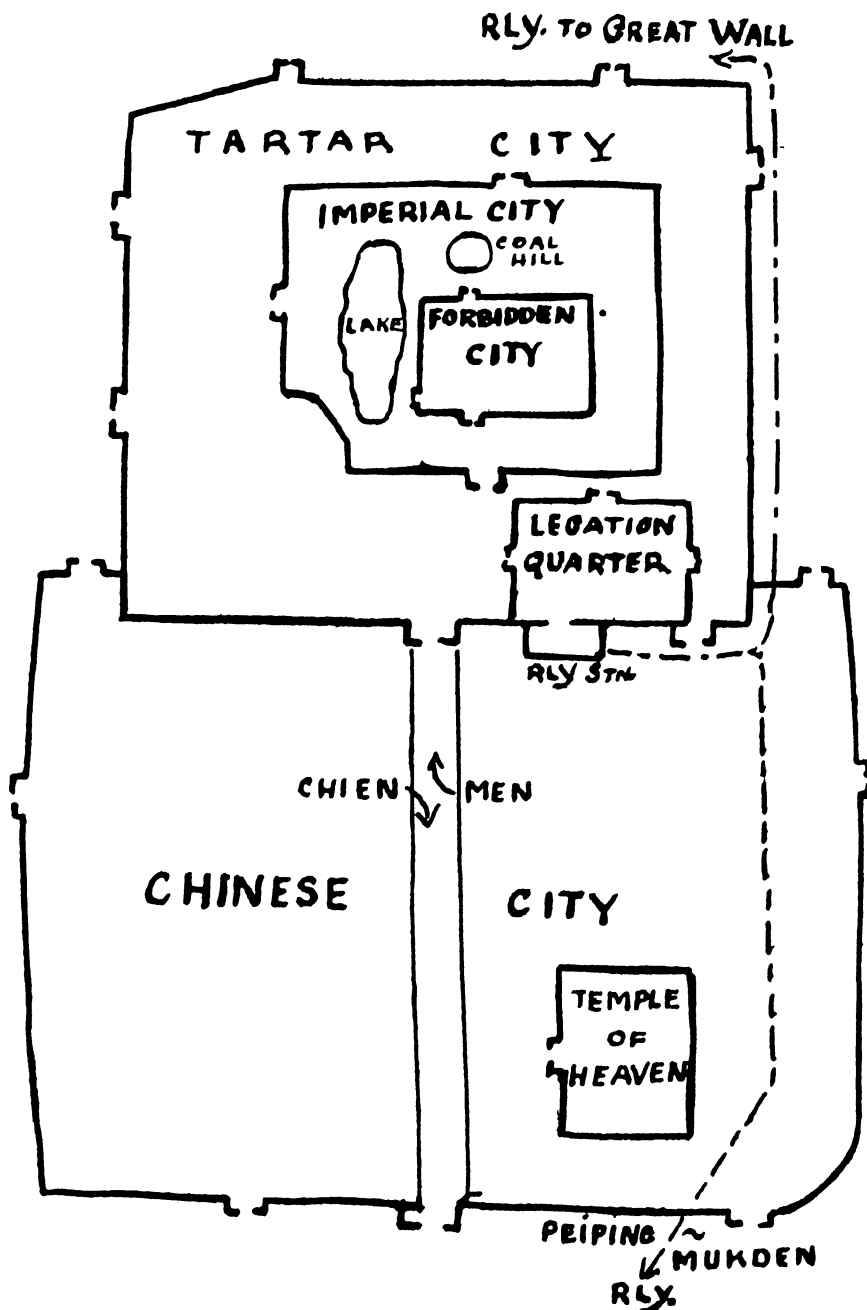 RLY. TO GREAT WALL
TARTAR CITY
IMPERIAL CITY
COAL
HILL
LAKE
FORBIDDEN
CITY
LEGATION
QUARTER
RLY STN.
CHIEN MEN
CHINESE CITY
TEMPLE
OF
HEAVEN
PEIPING ~
MUKDEN
RLY.